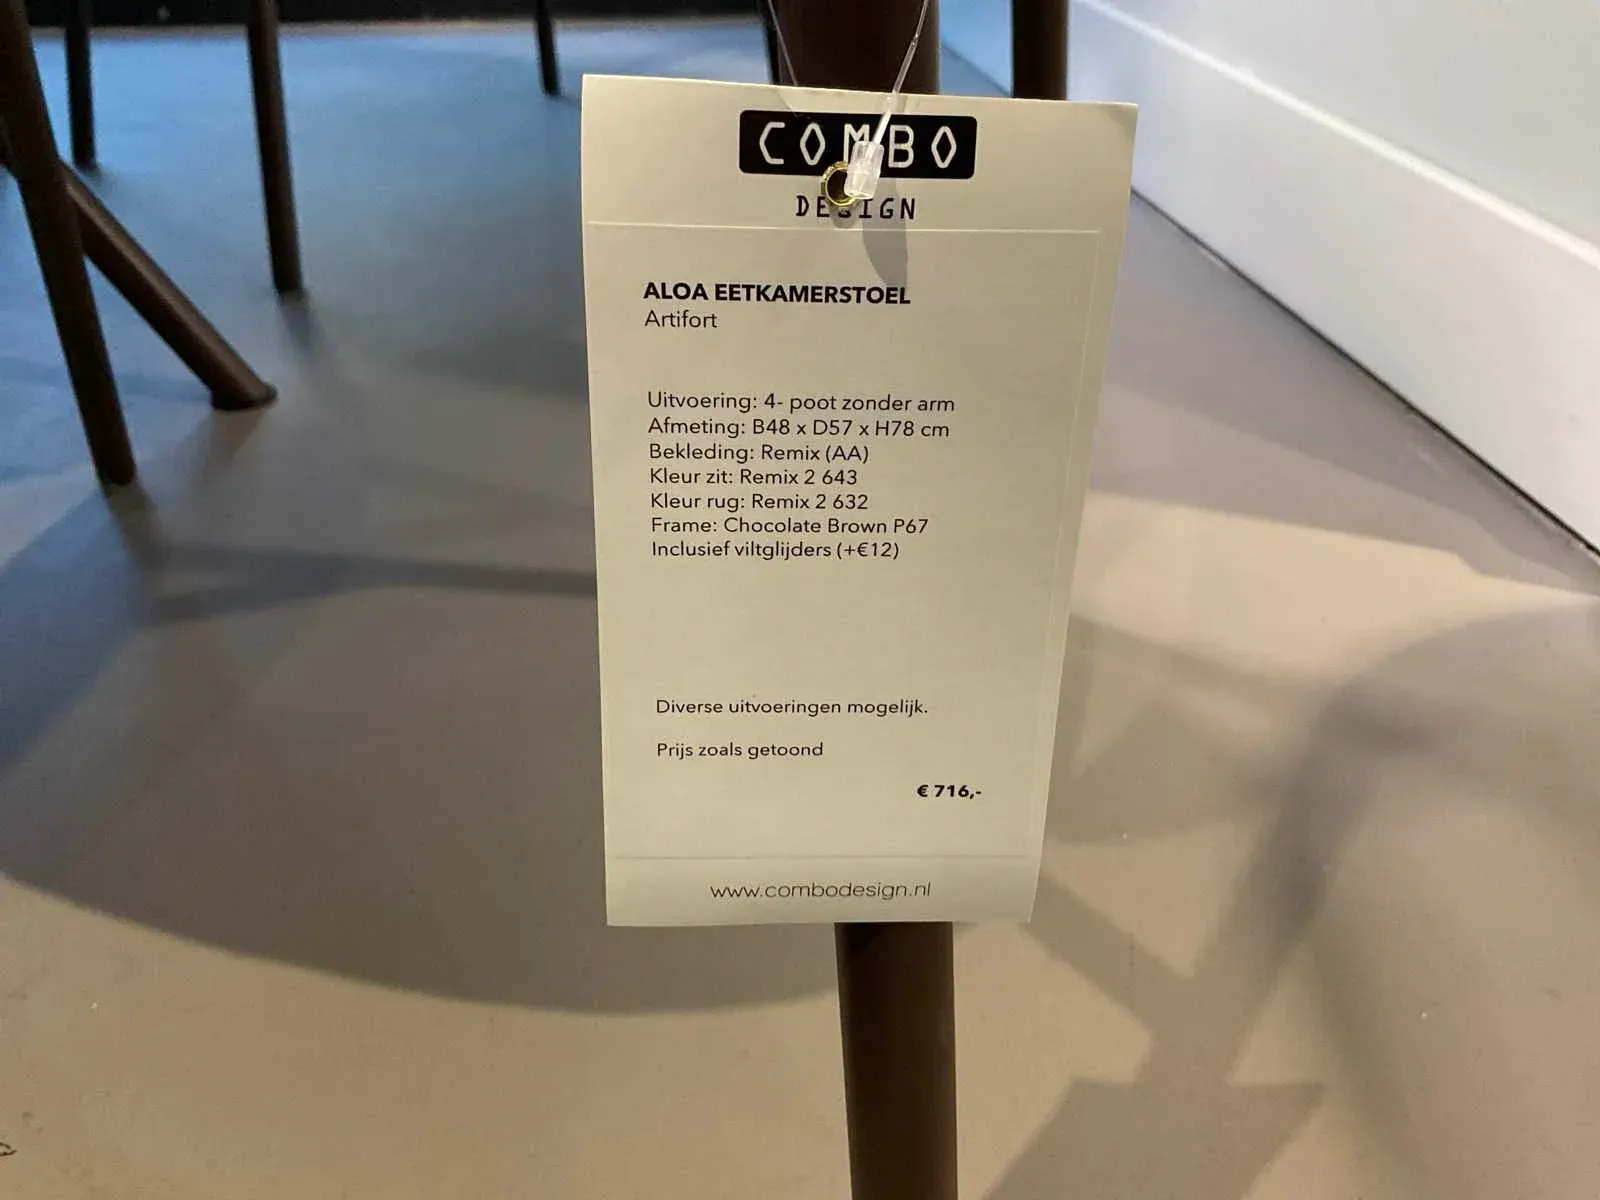 COMBO
DESIGN
ALOA EETKAMERSTOEL
Artifort
Uitvoering: 4- poot zonder arm
Afmeting: B48 x D57 x H78 cm
Bekleding: Remix (AA)
Kleur zit: Remix 2 643
Kleur rug: Remix 2 632
Frame: Chocolate Brown P67
Inclusief viltglijders (+€12)
Diverse uitvoeringen mogelijk.
Prijs zoals getoond
€ 716,-
www.combodesign.nl